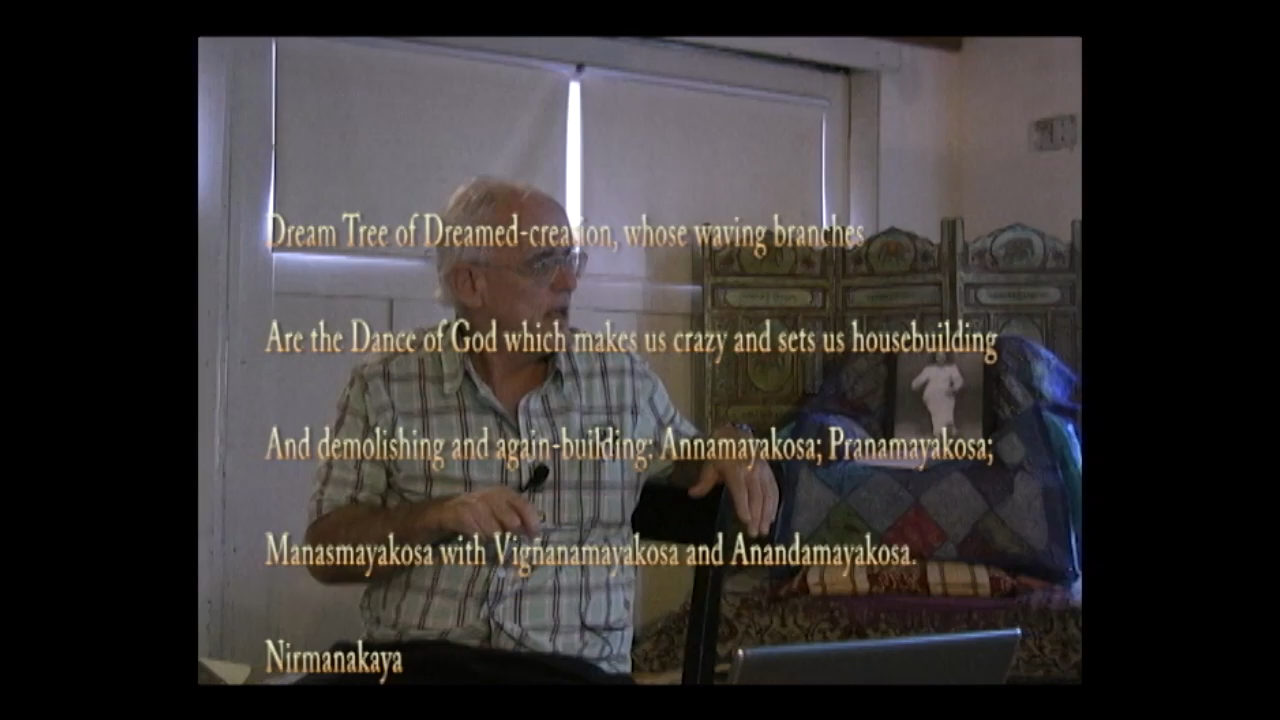 Dream Tree of Dreamed-creation, whose waving branches
Are the Dance of God which makes us crazy and sets us housebuilding
And demolishing and again-building: Annamayakosa; Pranamayakosa;
Manasmayakosa with Vigñanamayakosa and Anandamayakosa.
Nirmanakaya